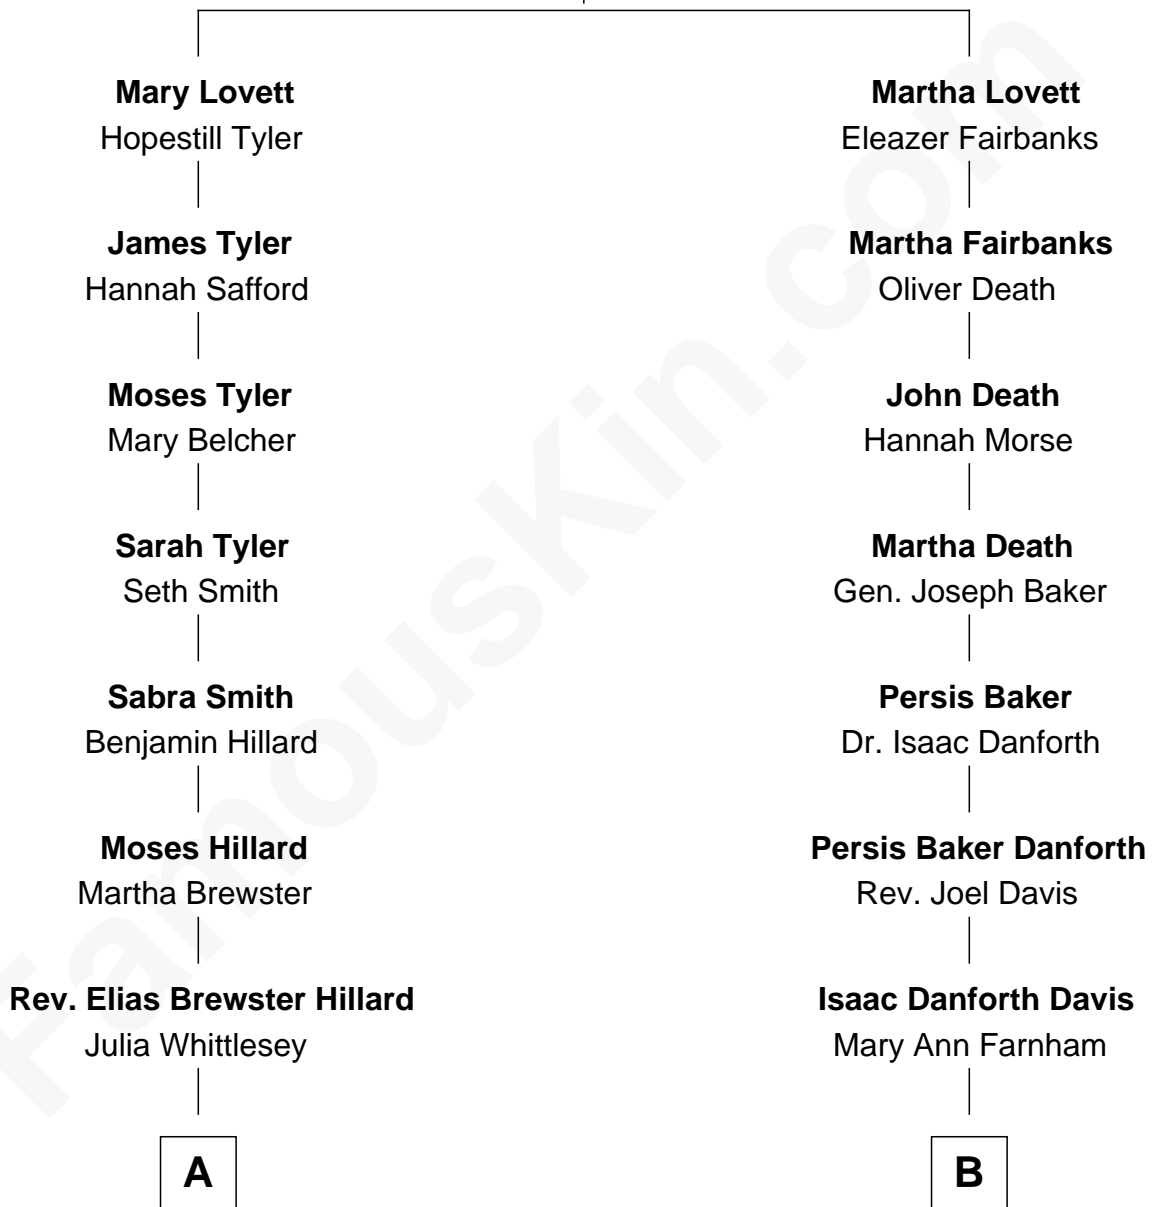 Mary Lovett
Hopestill Tyler
James Tyler
Hannah Safford
Moses Tyler
Mary Belcher
Sarah Tyler
Seth Smith
Sabra Smith
Benjamin Hillard
Moses Hillard
Martha Brewster
Rev. Elias Brewster Hillard
Julia Whittlesey
A
Martha Lovett
Eleazer Fairbanks
Martha Fairbanks
Oliver Death
John Death
Hannah Morse
Martha Death
Gen. Joseph Baker
Persis Baker
Dr. Isaac Danforth
Persis Baker Danforth
Rev. Joel Davis
Isaac Danforth Davis
Mary Ann Farnham
B
FamousKin.com